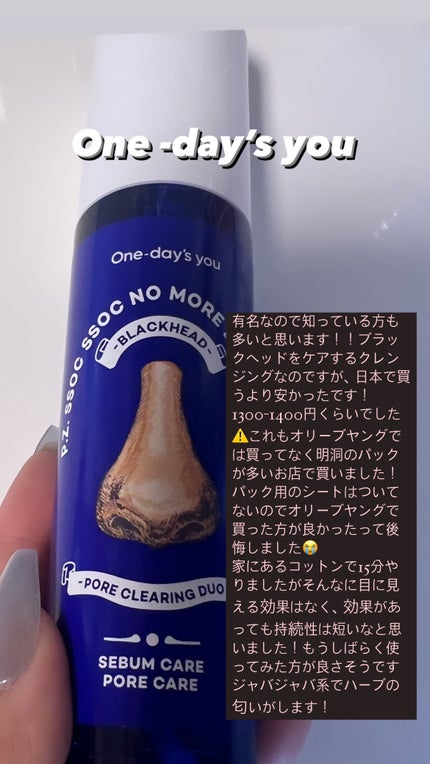 One-day's you
One-day's you
P.Z. SSOC SSOC NO MORE
-BLACKHEAD-
-PORE CLEARING DUO
SEBUM CARE
PORE CARE
有名なので知っている方も
多いと思います！！ブラッ
クヘッドをケアするクレン
ジングなのですが、日本で買
うより安かったです！
1300-1400円くらいでした
⚠️これもオリーブヤングで
は買ってなく明洞のパック
が多いお店で買いました！
パック用のシートはついて
ないのでオリーブヤングで
買った方が良かったって後
悔しました😭
家にあるコットンで15分や
りましたがそんなに目に見
える効果はなく、効果があ
っても持続性は短いなと思
いました！もうしばらく使
ってみた方が良さそうです
ジャバジャバ系でハーブの
匂いがします！